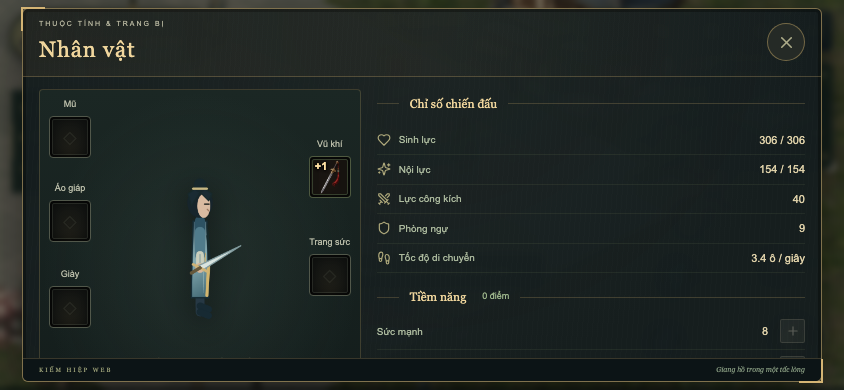 THUỘC TÍNH & TRANG BỊ
Nhân vật
Mũ
Áo giáp
Giày
Vũ khí
+1
Trang sức
Chỉ số chiến đấu
Sinh lực 306 / 306
Nội lực 154 / 154
Lực công kích 40
Phòng ngự 9
Tốc độ di chuyển 3.4 ô / giây
Tiềm năng 0 điểm
Sức mạnh 8 +
KIẾM HIỆP WEB
Giang hồ trong một tấc lòng